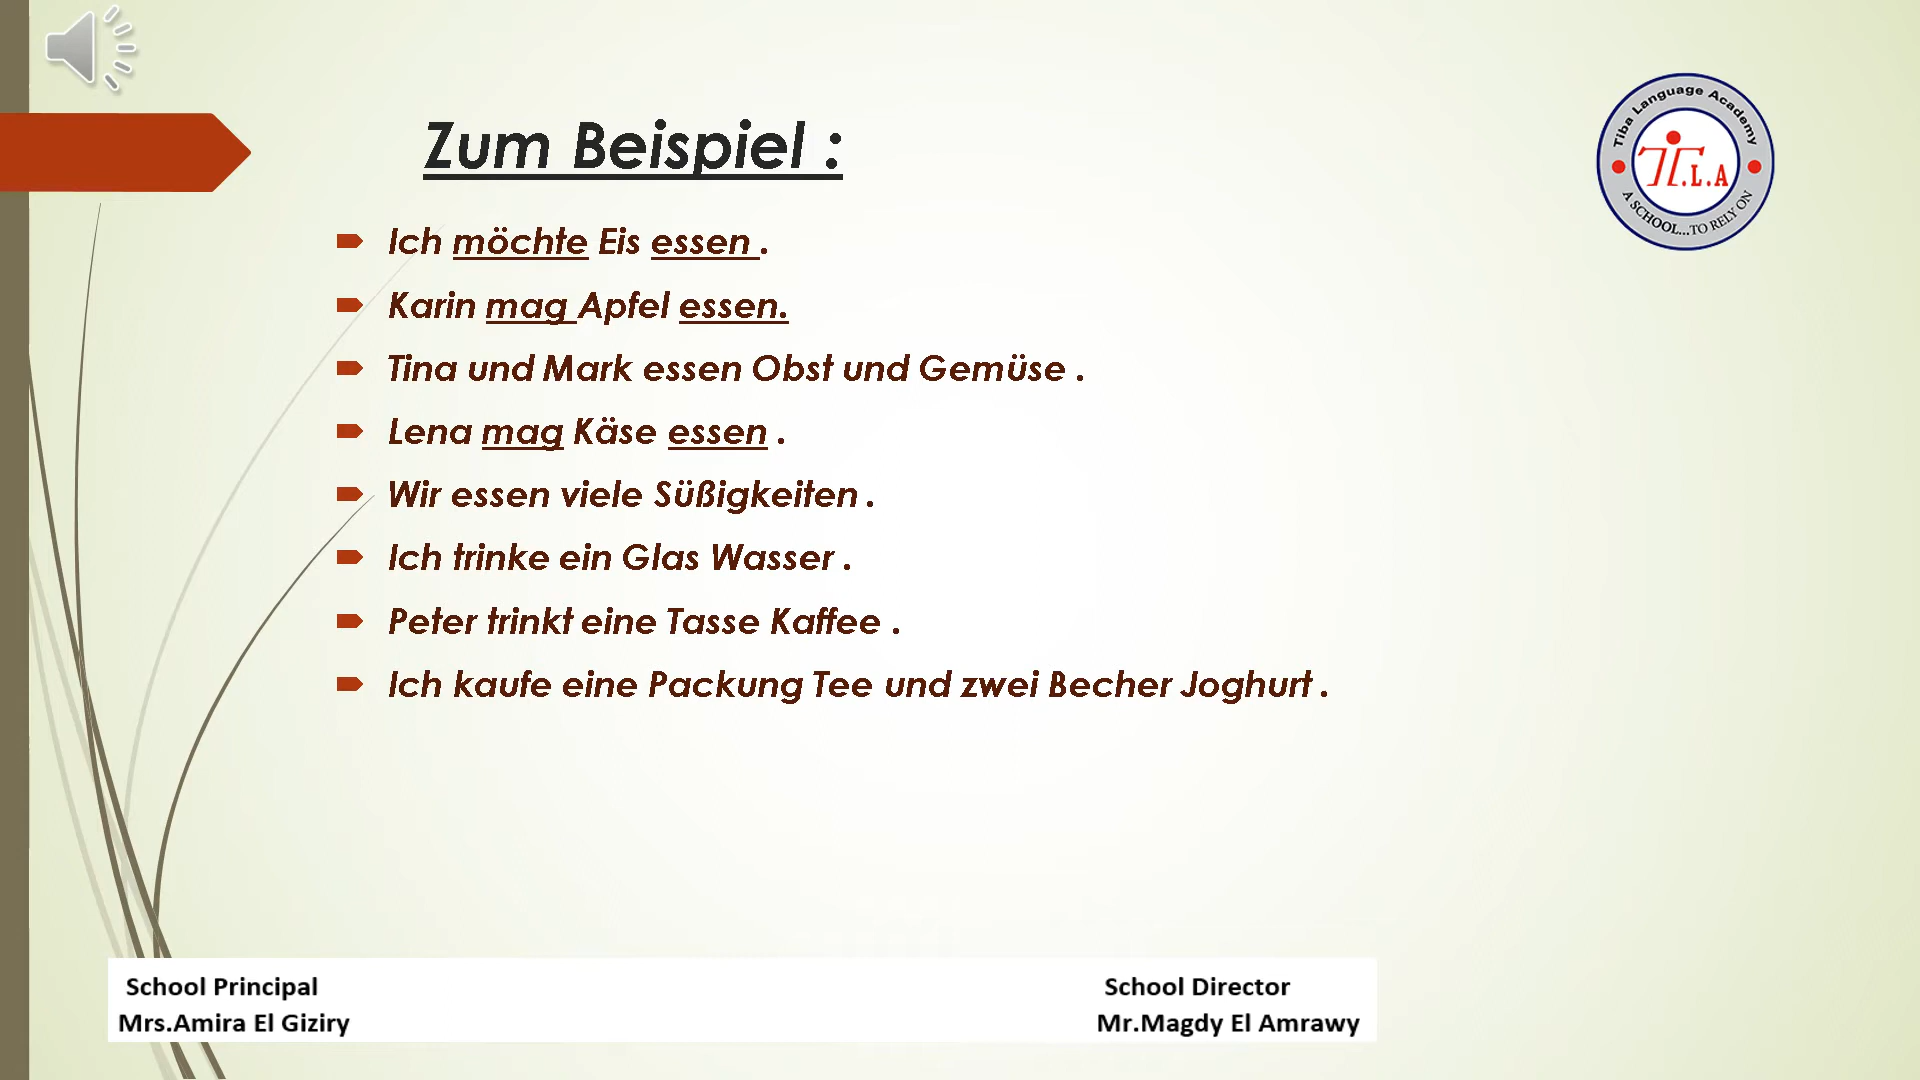 Zum Beispiel :
Tiba Language Academy
T.L.A
A SCHOOL...TO RELY ON
Ich möchte Eis essen .
Karin mag Apfel essen.
Tina und Mark essen Obst und Gemüse .
Lena mag Käse essen .
Wir essen viele Süßigkeiten .
Ich trinke ein Glas Wasser .
Peter trinkt eine Tasse Kaffee .
Ich kaufe eine Packung Tee und zwei Becher Joghurt .
School Principal
Mrs.Amira El Giziry
School Director
Mr.Magdy El Amrawy